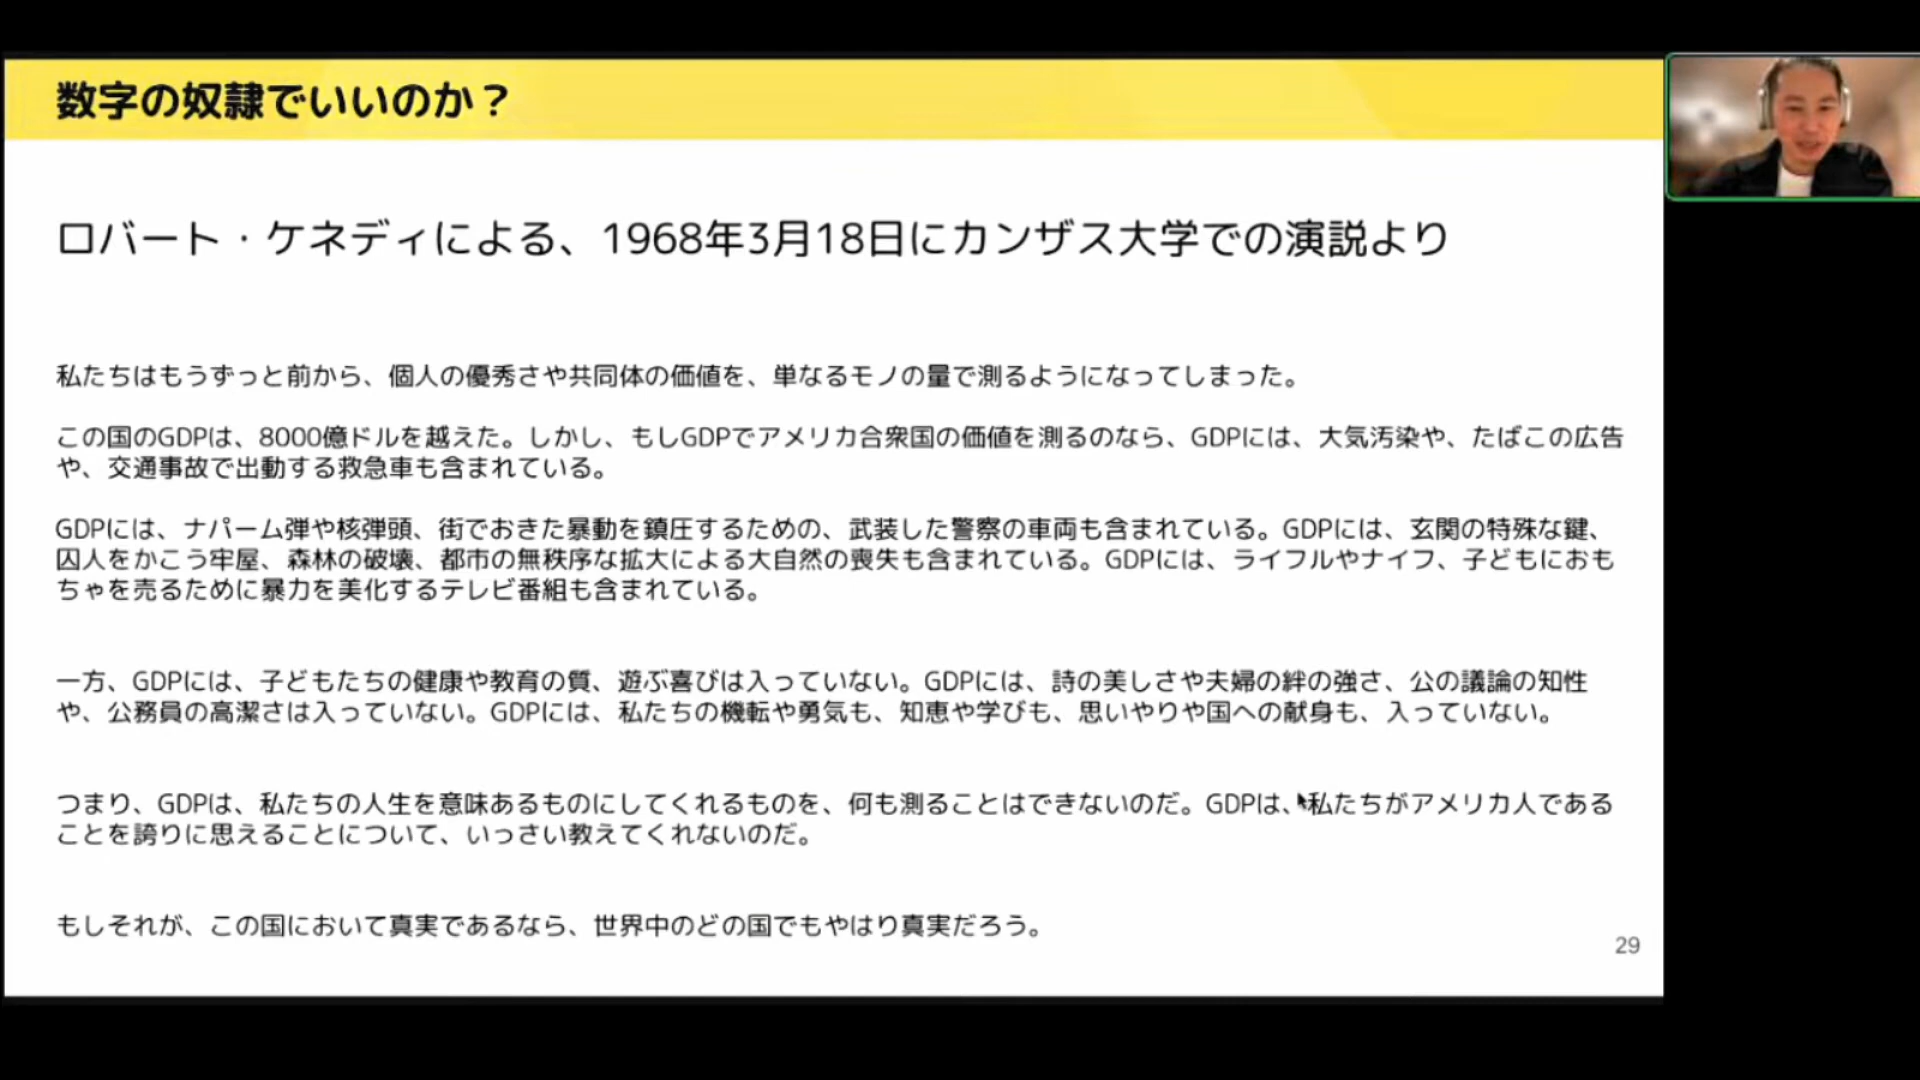 数字の奴隷でいいのか？
ロバート・ケネディによる、1968年3月18日にカンザス大学での演説より
私たちはもうずっと前から、個人の優秀さや共同体の価値を、単なるモノの量で測るようになってしまった。
この国のGDPは、8000億ドルを越えた。しかし、もしGDPでアメリカ合衆国の価値を測るのなら、GDPには、大気汚染や、たばこの広告
や、交通事故で出動する救急車も含まれている。
GDPには、ナパーム弾や核弾頭、街でおきた暴動を鎮圧するための、武装した警察の車両も含まれている。GDPには、玄関の特殊な鍵、
囚人をかこう牢屋、森林の破壊、都市の無秩序な拡大による大自然の喪失も含まれている。GDPには、ライフルやナイフ、子どもにおも
ちゃを売るために暴力を美化するテレビ番組も含まれている。
一方、GDPには、子どもたちの健康や教育の質、遊ぶ喜びは入っていない。GDPには、詩の美しさや夫婦の絆の強さ、公の議論の知性
や、公務員の高潔さは入っていない。GDPには、私たちの機転や勇気も、知恵や学びも、思いやりや国への献身も、入っていない。
つまり、GDPは、私たちの人生を意味あるものにしてくれるものを、何も測ることはできないのだ。GDPは、私たちがアメリカ人である
ことを誇りに思えることについて、いっさい教えてくれないのだ。
もしそれが、この国において真実であるなら、世界中のどの国でもやはり真実だろう。
29